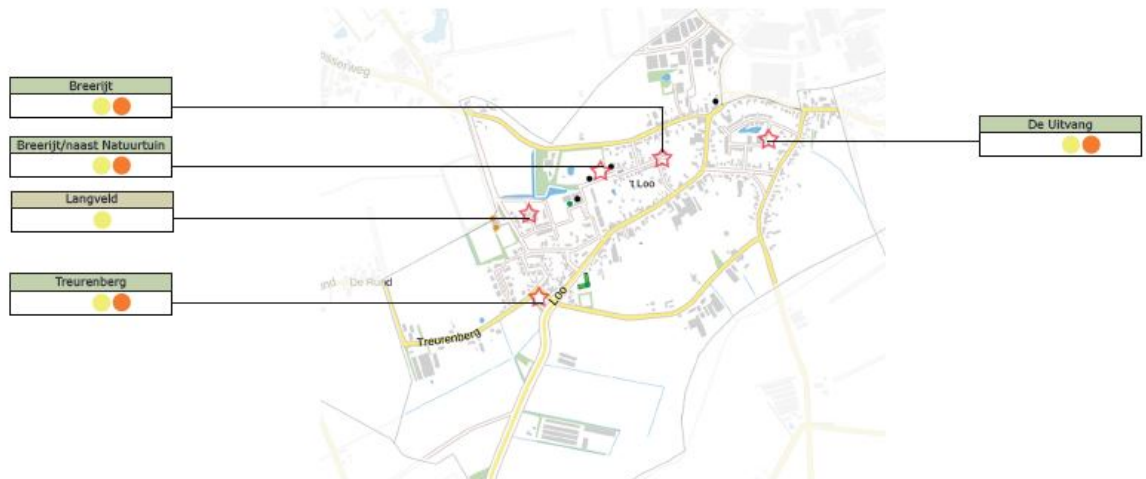 Breerijt
Breerijt/naast Natuurtuin
Langveld
Treurenberg
De Uitvang
't Loo
De Rund
Loo
Treurenberg